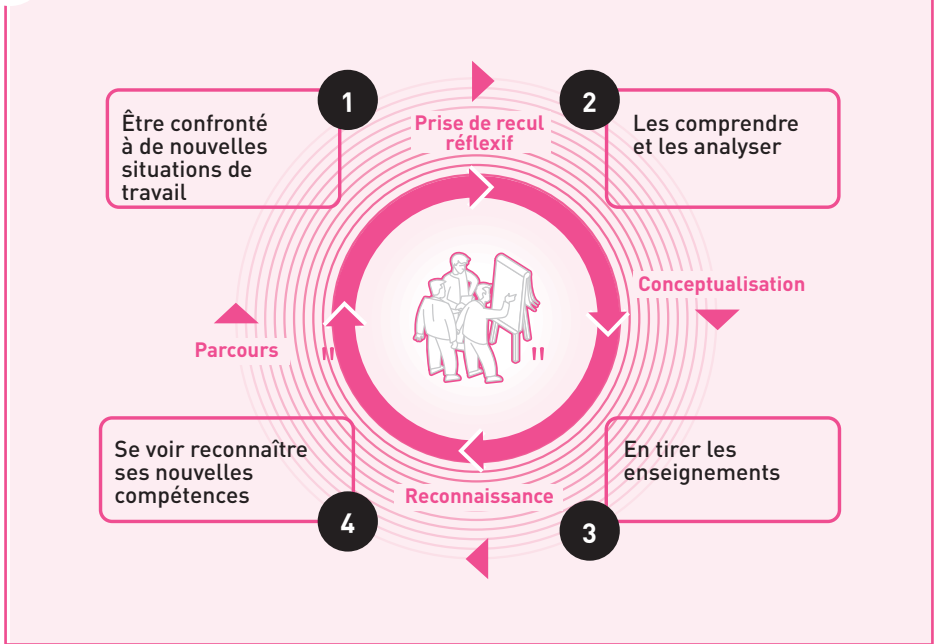 1
Être confronté
à de nouvelles
situations de
travail
Prise de recul
réflexif
2
Les comprendre
et les analyser
Conceptualisation
3
En tirer les
enseignements
Reconnaissance
4
Se voir reconnaître
ses nouvelles
compétences
Parcours
" "